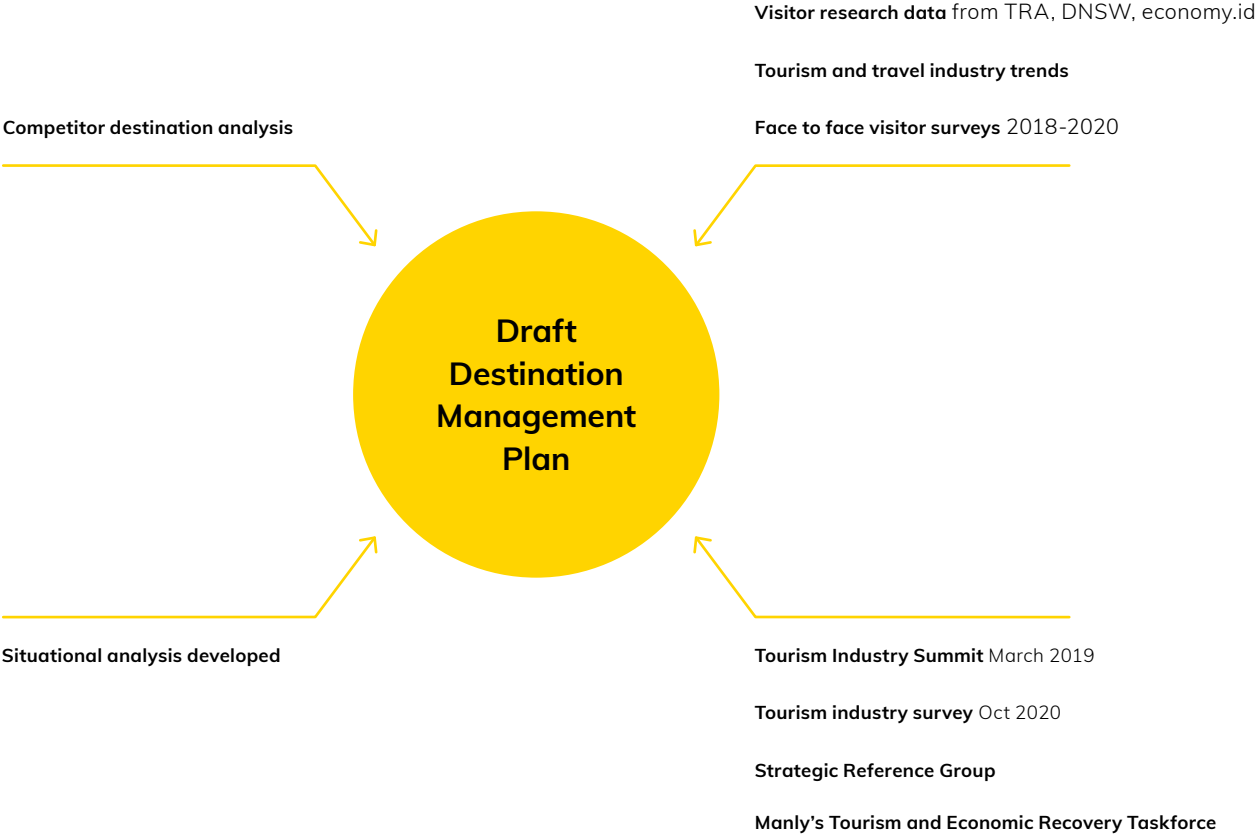 Visitor research data from TRA, DNSW, economy.id
Tourism and travel industry trends
Competitor destination analysis
Face to face visitor surveys 2018-2020
Draft
Destination
Management
Plan
Situational analysis developed
Tourism Industry Summit March 2019
Tourism industry survey Oct 2020
Strategic Reference Group
Manly’s Tourism and Economic Recovery Taskforce